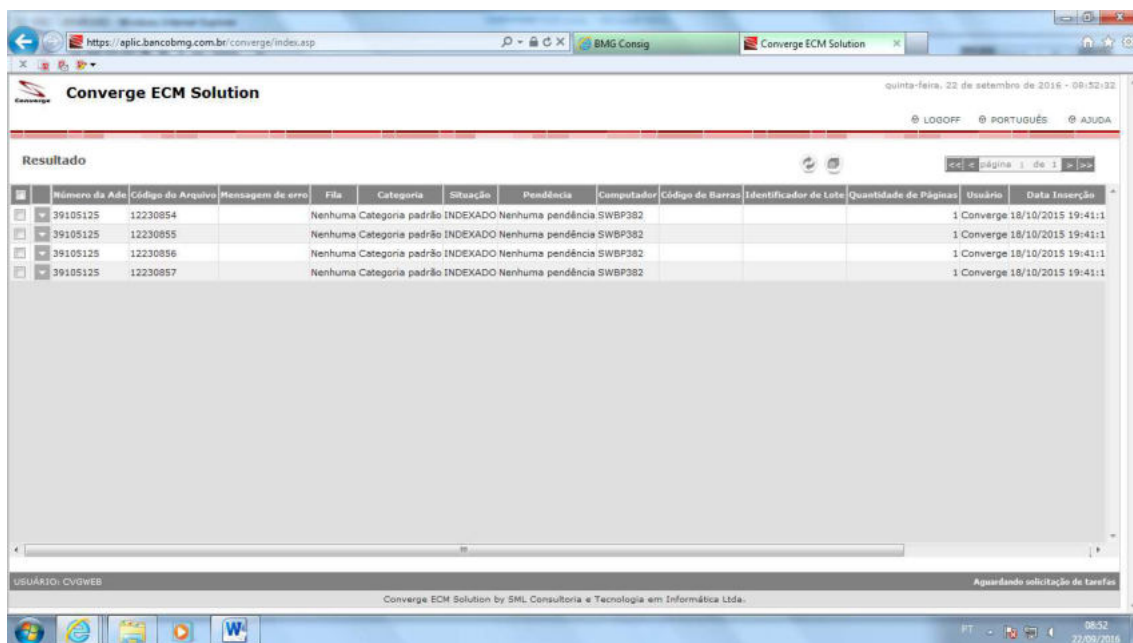 https://aplic.bancobmg.com.br/converge/index.asp
BMG Consig
Converge ECM Solution
Converge
Converge ECM Solution
quinta-feira, 22 de setembro de 2016 - 08:52:32
LOGOFF PORTUGUÊS AJUDA
Resultado
<< < página 1 de 1 > >>
Número da Ade Código do Arquivo Mensagem de erro Fila Categoria Situação Pendência Computador Código de Barras Identificador de Lote Quantidade de Páginas Usuário Data Inserção
39105125 12230854 Nenhuma Categoria padrão INDEXADO Nenhuma pendência SWBP382 1 Converge 18/10/2015 19:41:1
39105125 12230855 Nenhuma Categoria padrão INDEXADO Nenhuma pendência SWBP382 1 Converge 18/10/2015 19:41:1
39105125 12230856 Nenhuma Categoria padrão INDEXADO Nenhuma pendência SWBP382 1 Converge 18/10/2015 19:41:1
39105125 12230857 Nenhuma Categoria padrão INDEXADO Nenhuma pendência SWBP382 1 Converge 18/10/2015 19:41:1
USUÁRIO: CVGWEB
Aguardando solicitação de tarefas
Converge ECM Solution by SML Consultoria e Tecnologia em Informática Ltda.
PT
08:52
22/09/2016